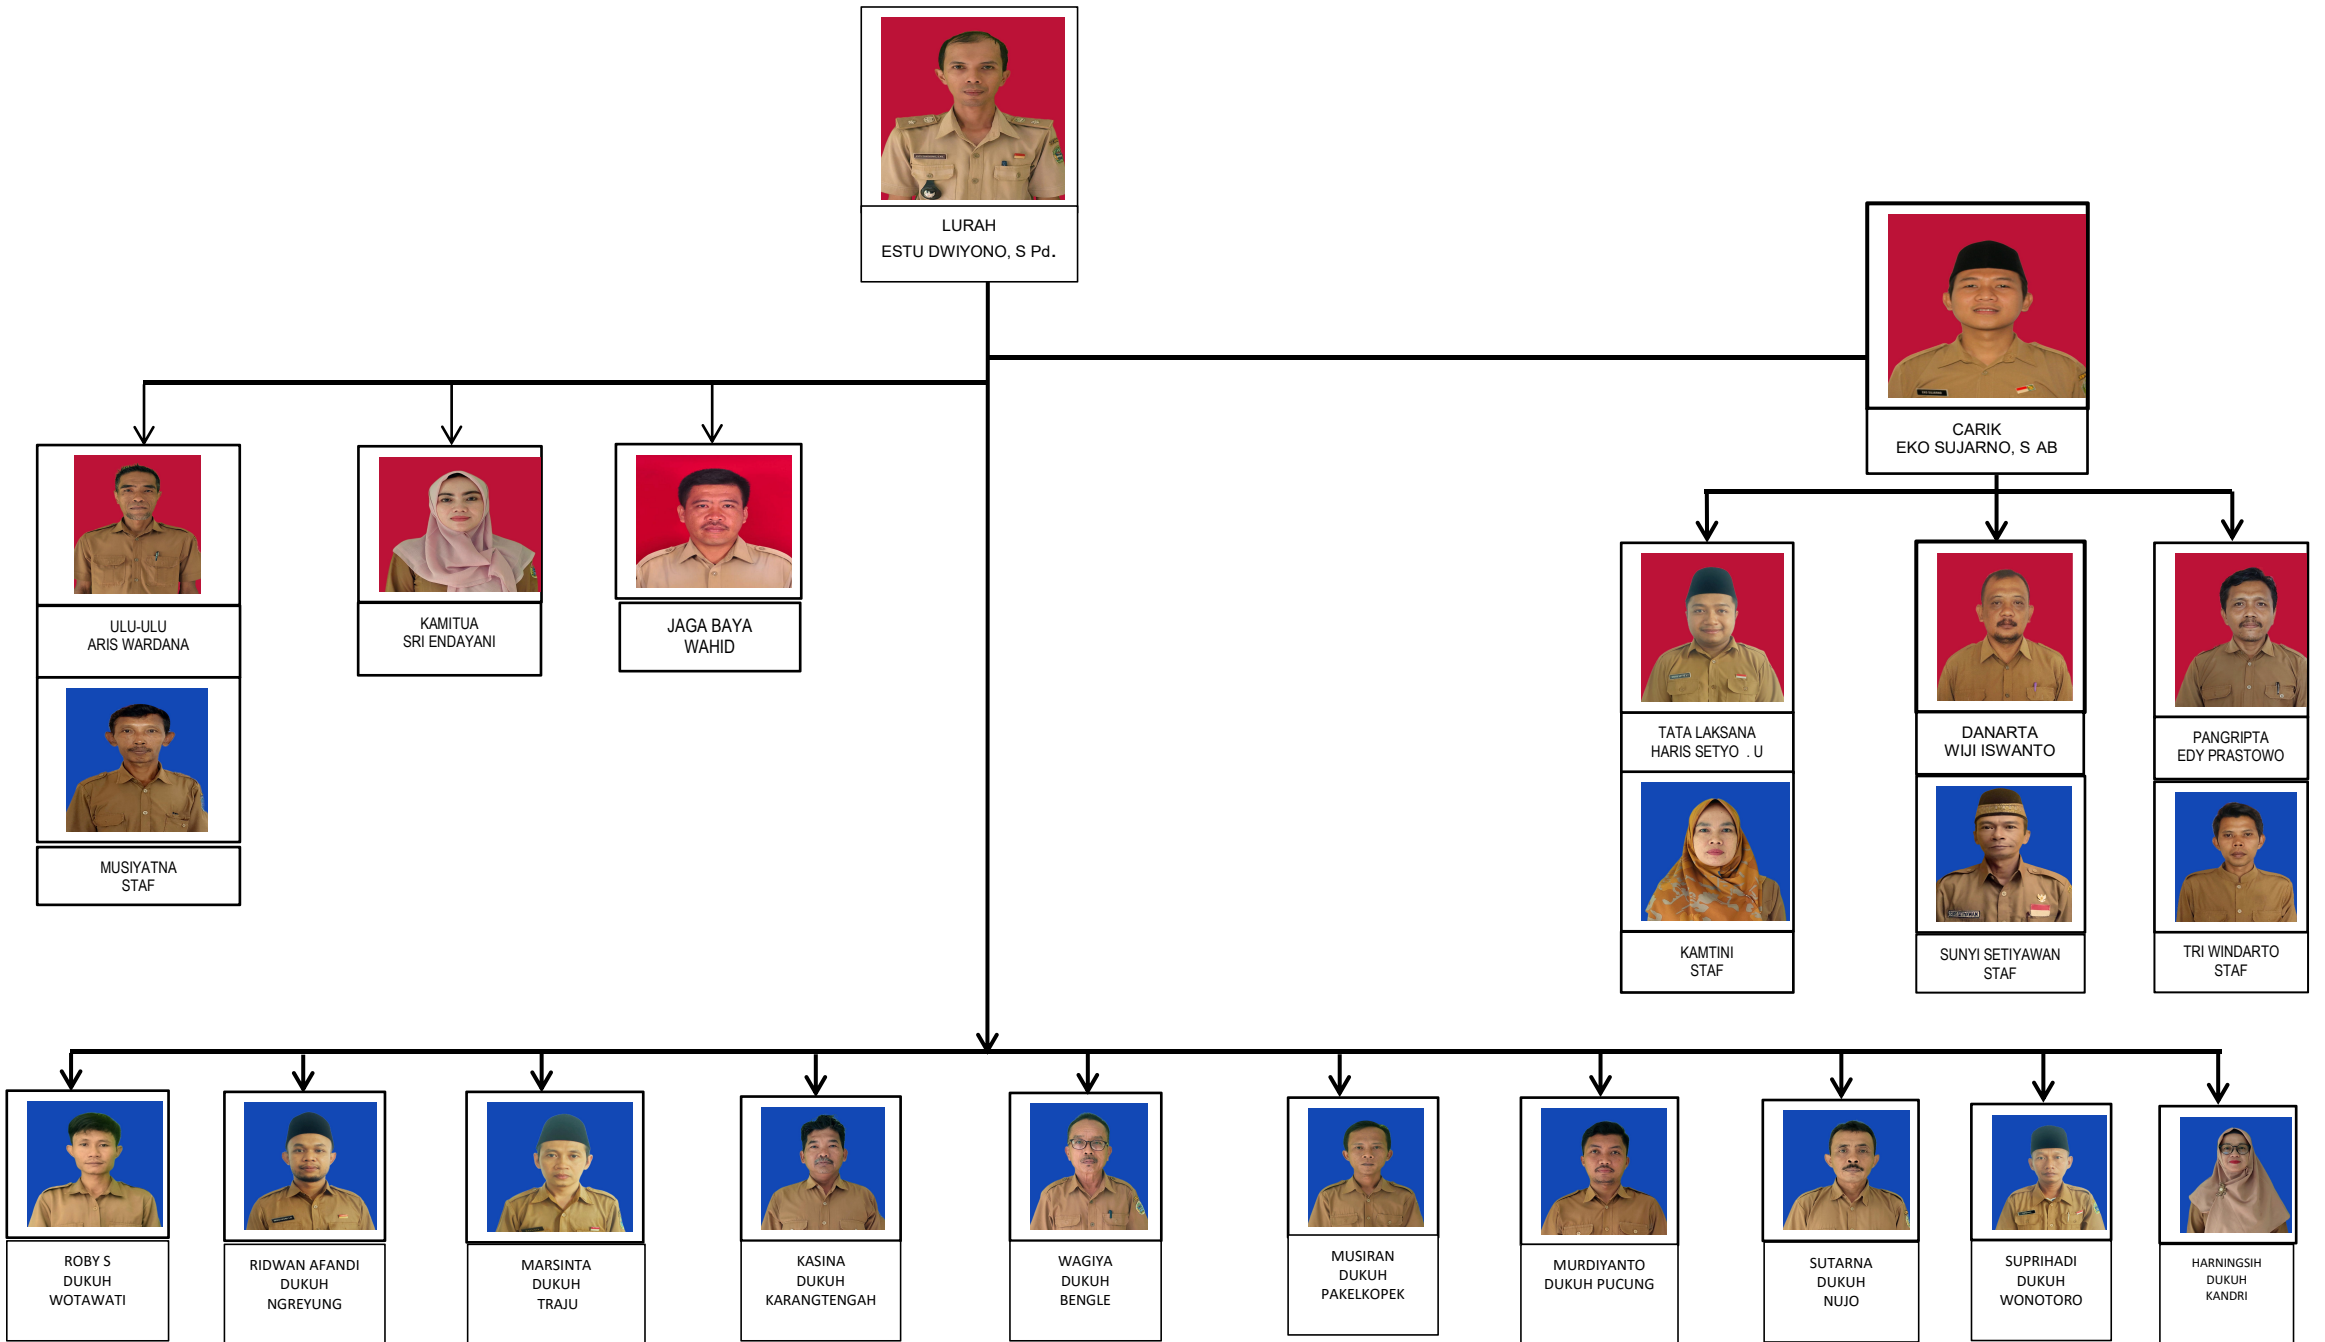 LURAH
ESTU DWIYONO, S Pd.
CARIK
EKO SUJARNO, S AB
ULU-ULU
ARIS WARDANA
KAMITUA
SRI ENDAYANI
JAGA BAYA
WAHID
MUSIYATNA
STAF
TATA LAKSANA
HARIS SETYO . U
DANARTA
WIJI ISWANTO
PANGRIPTA
EDY PRASTOWO
KAMTINI
STAF
SUNYI SETIYAWAN
STAF
TRI WINDARTO
STAF
ROBY S
DUKUH
WOTAWATI
RIDWAN AFANDI
DUKUH
NGREYUNG
MARSINTA
DUKUH
TRAJU
KASINA
DUKUH
KARANGTENGAH
WAGIYA
DUKUH
BENGLE
MUSIRAN
DUKUH
PAKELKOPEK
MURDIYANTO
DUKUH PUCUNG
SUTARNA
DUKUH
NUJO
SUPRIHADI
DUKUH
WONOTORO
HARNINGSIH
DUKUH
KANDRI